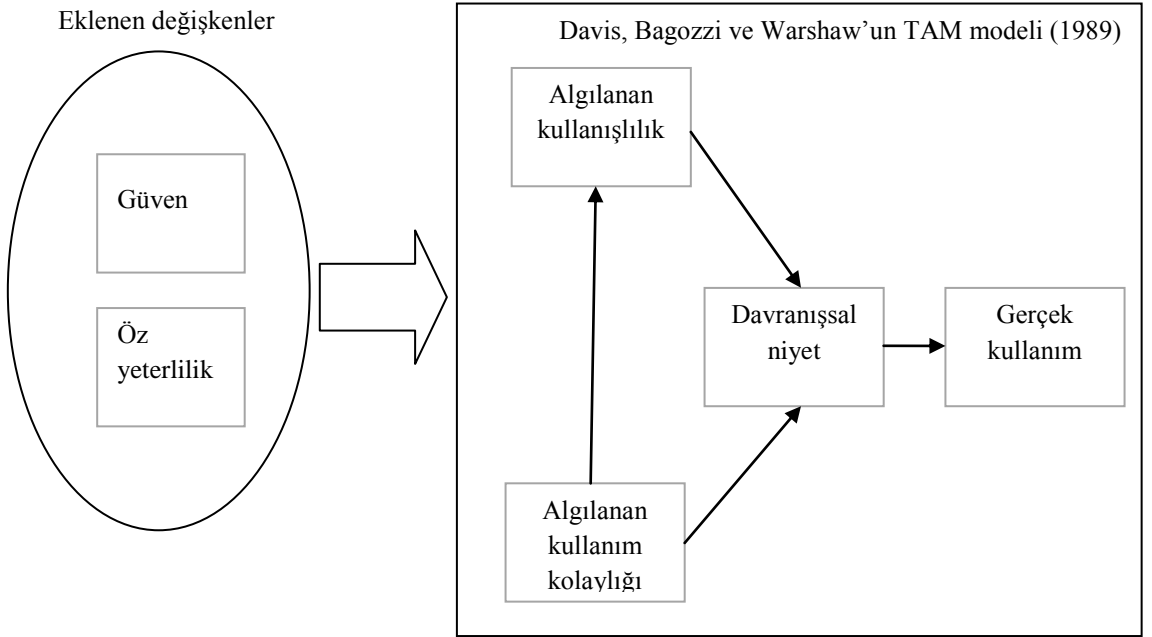 Eklenen değişkenler
Güven
Öz
yeterlilik
Davis, Bagozzi ve Warshaw’un TAM modeli (1989)
Algılanan
kullanışlılık
Davranışsal
niyet
Gerçek
kullanım
Algılanan
kullanım
kolaylığı